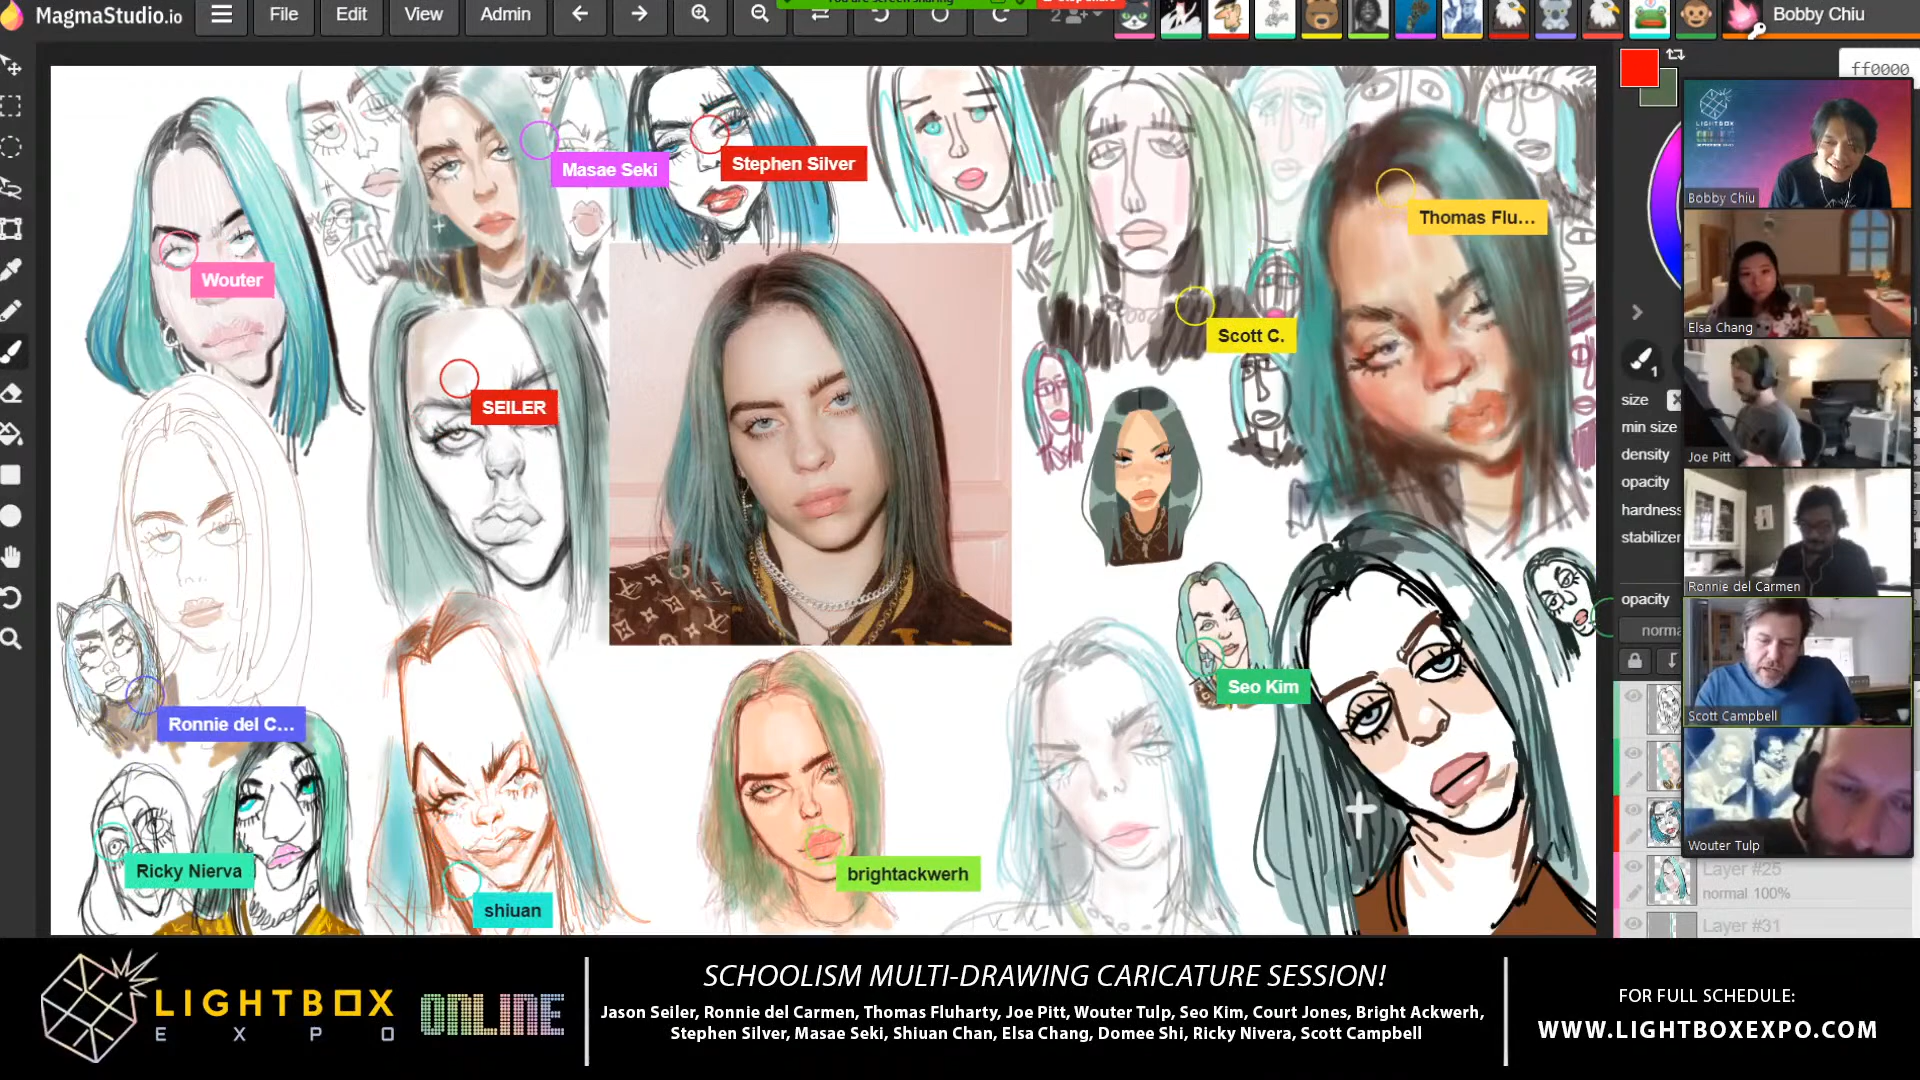 MagmaStudio.io
File
Edit
View
Admin
2
Bobby Chiu
ff0000
LIGHTBOX
Bobby Chiu
Elsa Chang
Joe Pitt
Ronnie del Carmen
Scott Campbell
Wouter Tulp
size
min size
density
opacity
hardness
stabilizer
opacity
norma
Layer #25
normal 100%
Layer #31
Masae Seki
Stephen Silver
Thomas Flu...
Wouter
Scott C.
SEILER
Seo Kim
Ronnie del C...
Ricky Nierva
shiuan
brightackwerh
LIGHTBOX
EXPO
ONLINE
SCHOOLISM MULTI-DRAWING CARICATURE SESSION!
Jason Seiler, Ronnie del Carmen, Thomas Fluharty, Joe Pitt, Wouter Tulp, Seo Kim, Court Jones, Bright Ackwerh,
Stephen Silver, Masae Seki, Shiuan Chan, Elsa Chang, Domee Shi, Ricky Nivera, Scott Campbell
FOR FULL SCHEDULE:
WWW.LIGHTBOXEXPO.COM